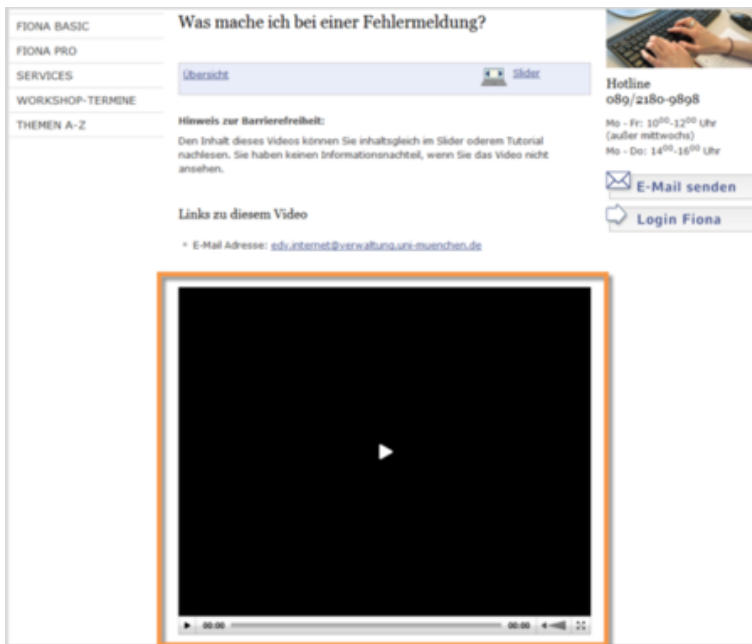 FIONA BASIC
FIONA PRO
SERVICES
WORKSHOP-TERMINE
THEMEN A-Z
Was mache ich bei einer Fehlermeldung?
Übersicht
Slider
Hinweis zur Barrierefreiheit:
Den Inhalt dieses Videos können Sie inhaltsgleich im Slider oderem Tutorial
nachlesen. Sie haben keinen Informationsnachteil, wenn Sie das Video nicht
ansehen.
Links zu diesem Video
E-Mail Adresse: edv.internet@verwaltung.uni-muenchen.de
00:00
00:00
Hotline
089/2180-9898
Mo - Fr: 10⁰⁰-12⁰⁰ Uhr
(außer mittwochs)
Mo - Do: 14⁰⁰-16⁰⁰ Uhr
E-Mail senden
Login Fiona